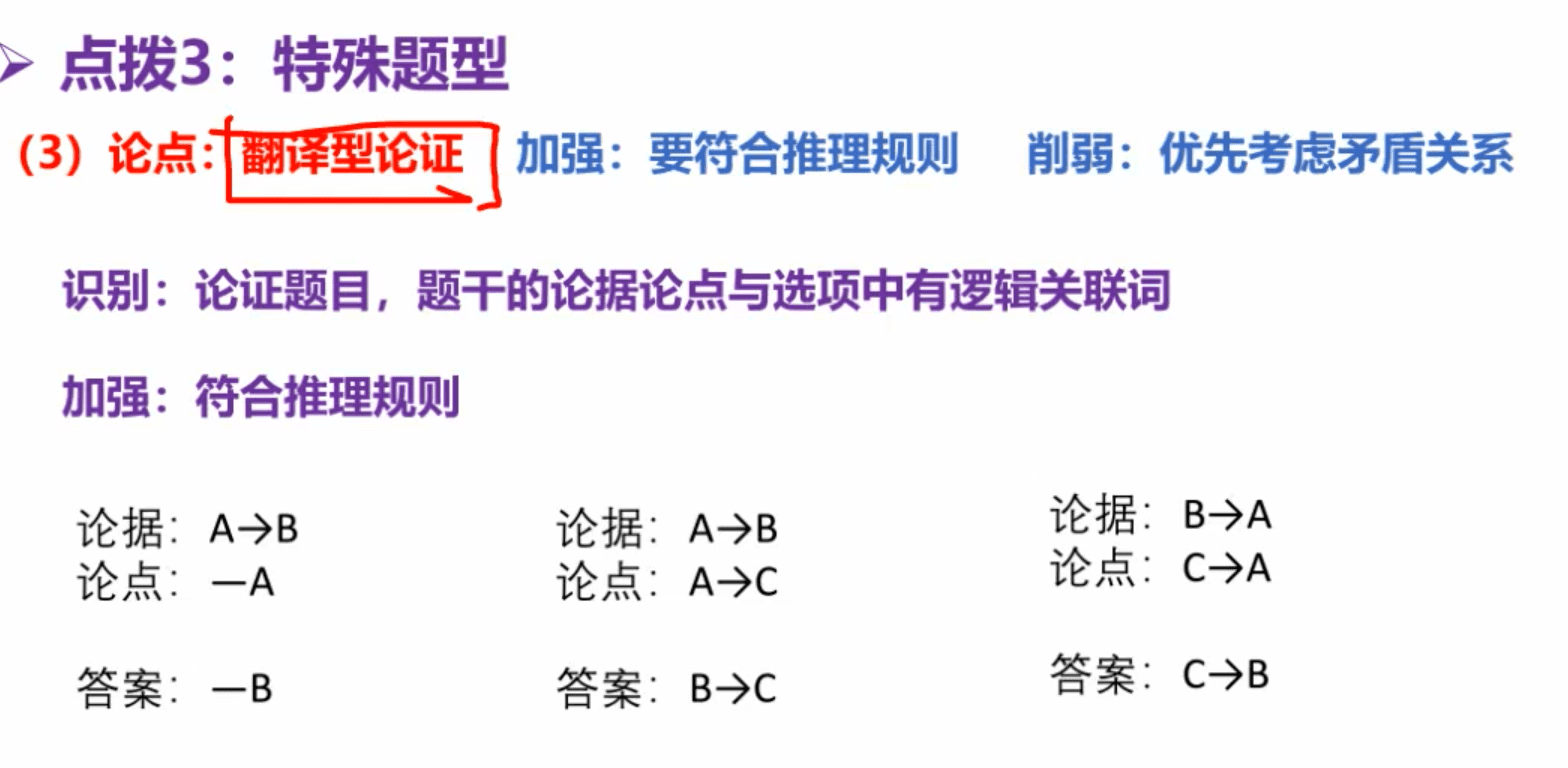 点拨3：特殊题型
（3）论点：翻译型论证 加强：要符合推理规则 削弱：优先考虑矛盾关系
识别：论证题目，题干的论据论点与选项中有逻辑关联词
加强：符合推理规则
论据：A→B
论点：—A
答案：—B
论据：A→B
论点：A→C
答案：B→C
论据：B→A
论点：C→A
答案：C→B